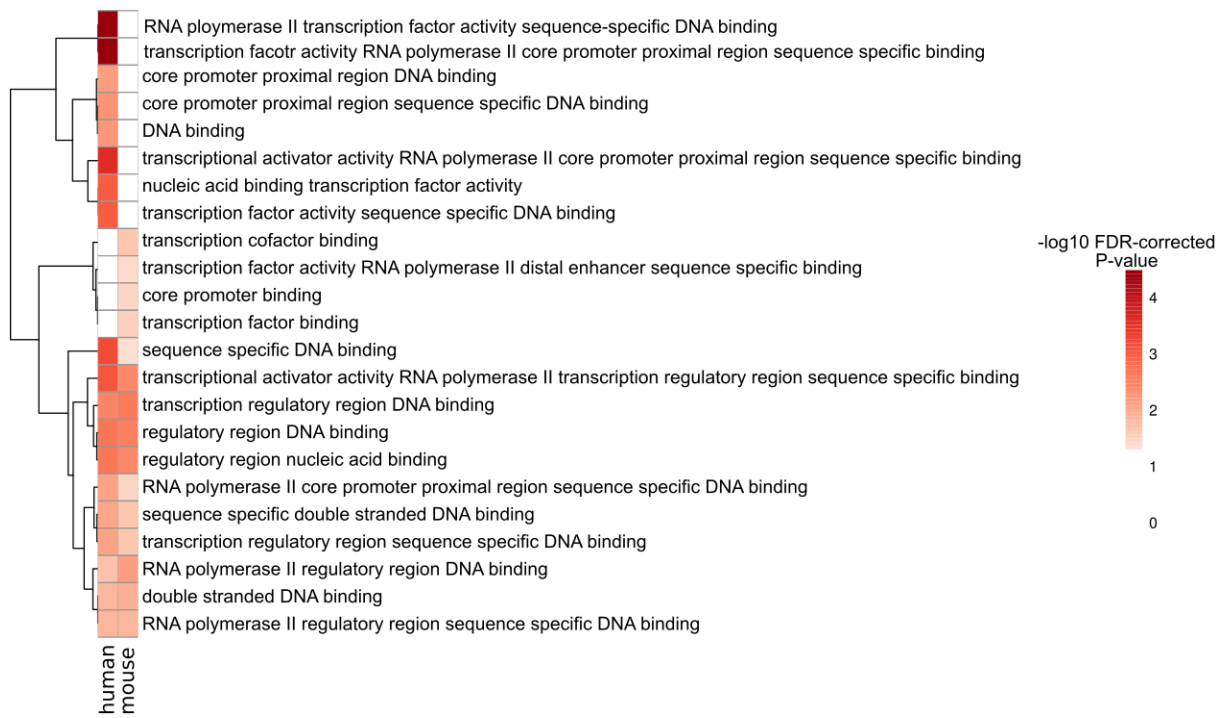 RNA ploymerase II transcription factor activity sequence-specific DNA binding
transcription facotr activity RNA polymerase II core promoter proximal region sequence specific binding
core promoter proximal region DNA binding
core promoter proximal region sequence specific DNA binding
DNA binding
transcriptional activator activity RNA polymerase II core promoter proximal region sequence specific binding
nucleic acid binding transcription factor activity
transcription factor activity sequence specific DNA binding
transcription cofactor binding
transcription factor activity RNA polymerase II distal enhancer sequence specific binding
core promoter binding
transcription factor binding
sequence specific DNA binding
transcriptional activator activity RNA polymerase II transcription regulatory region sequence specific binding
transcription regulatory region DNA binding
regulatory region DNA binding
regulatory region nucleic acid binding
RNA polymerase II core promoter proximal region sequence specific DNA binding
sequence specific double stranded DNA binding
transcription regulatory region sequence specific DNA binding
RNA polymerase II regulatory region DNA binding
double stranded DNA binding
RNA polymerase II regulatory region sequence specific DNA binding
human
mouse
-log10 FDR-corrected
P-value
4
3
2
1
0